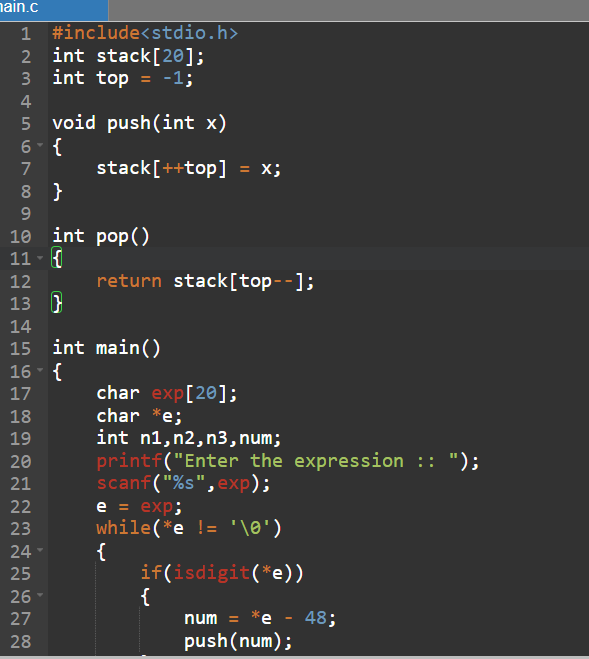 main.c
1 #include<stdio.h>
2 int stack[20];
3 int top = -1;
4
5 void push(int x)
6 {
7     stack[++top] = x;
8 }
9
10 int pop()
11 {
12     return stack[top--];
13 }
14
15 int main()
16 {
17     char exp[20];
18     char *e;
19     int n1,n2,n3,num;
20     printf("Enter the expression :: ");
21     scanf("%s",exp);
22     e = exp;
23     while(*e != '\0')
24     {
25         if(isdigit(*e))
26         {
27             num = *e - 48;
28             push(num);